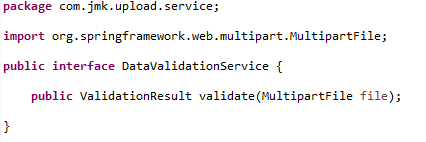 package com.jmk.upload.service;
import org.springframework.web.multipart.MultipartFile;
public interface DataValidationService {
public ValidationResult validate(MultipartFile file);
}